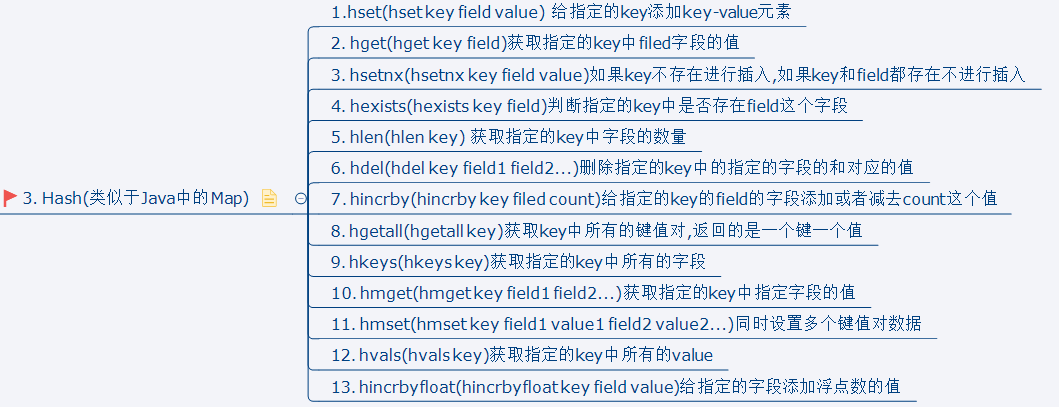 1.hset(hset key field value) 给指定的key添加key-value元素
2. hget(hget key field)获取指定的key中filed字段的值
3. hsetnx(hsetnx key field value)如果key不存在进行插入,如果key和field都存在不进行插入
4. hexists(hexists key field)判断指定的key中是否存在field这个字段
5. hlen(hlen key) 获取指定的key中字段的数量
6. hdel(hdel key field1 field2...)删除指定的key中的指定的字段的和对应的值
3. Hash(类似于Java中的Map)
7. hincrby(hincrby key filed count)给指定的key的field的字段添加或者减去count这个值
8. hgetall(hgetall key)获取key中所有的键值对,返回的是一个键一个值
9. hkeys(hkeys key)获取指定的key中所有的字段
10. hmget(hmget key field1 field2...)获取指定的key中指定字段的值
11. hmset(hmset key field1 value1 field2 value2...)同时设置多个键值对数据
12. hvals(hvals key)获取指定的key中所有的value
13. hincrbyfloat(hincrbyfloat key field value)给指定的字段添加浮点数的值